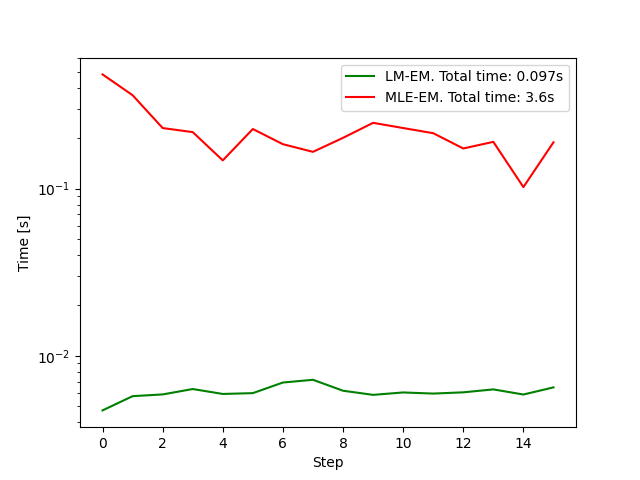 LM-EM. Total time: 0.097s
MLE-EM. Total time: 3.6s
10⁻¹
10⁻²
Time [s]
0 2 4 6 8 10 12 14
Step